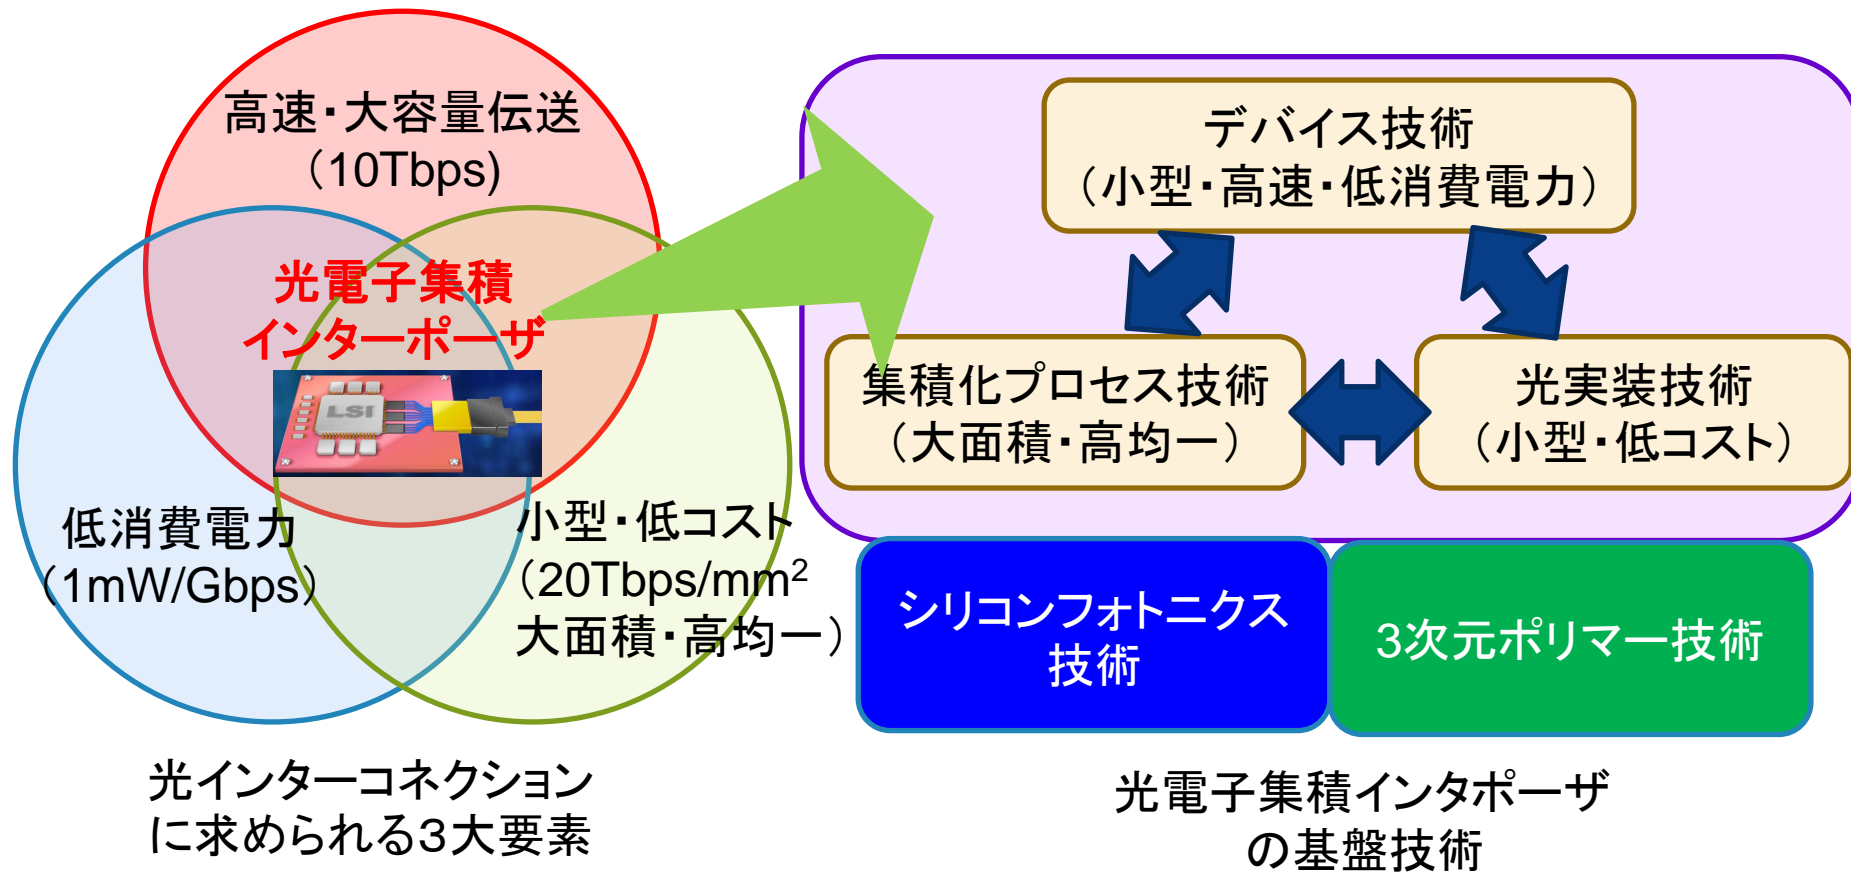 高速・大容量伝送
（10Tbps)
光電子集積
インターポーザ
LSI
低消費電力
（1mW/Gbps）
小型・低コスト
（20Tbps/mm²
大面積・高均一）
光インターコネクション
に求められる３大要素
デバイス技術
（小型・高速・低消費電力）
集積化プロセス技術
（大面積・高均一）
光実装技術
（小型・低コスト）
シリコンフォトニクス
技術
3次元ポリマー技術
光電子集積インタポーザ
の基盤技術